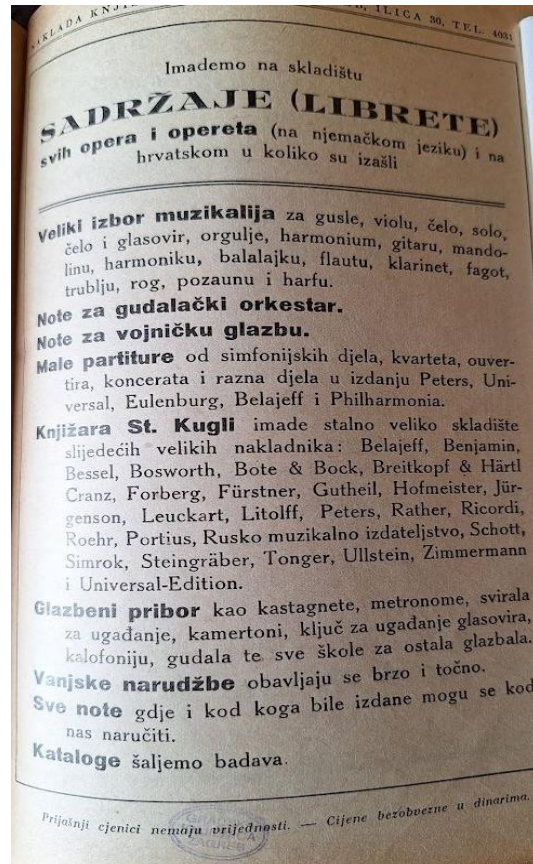 NAKLADA KNJI ILICA 30, TEL. 4031
Imademo na skladištu
SADRŽAJE (LIBRETE)
svih opera i opereta (na njemačkom jeziku) i na
hrvatskom u koliko su izašli
Veliki izbor muzikalija za gusle, violu, čelo, solo,
čelo i glasovir, orgulje, harmonium, gitaru, mando-
linu, harmoniku, balalajku, flautu, klarinet, fagot,
trublju, rog, pozaunu i harfu.
Note za gudalački orkestar.
Note za vojničku glazbu.
Male partiture od simfonijskih djela, kvarteta, ouver-
tira, koncerata i razna djela u izdanju Peters, Uni-
versal, Eulenburg, Belajeff i Philharmonia.
Knjižara St. Kugli imade stalno veliko skladište
slijedećih velikih nakladnika: Belajeff, Benjamin,
Bessel, Bosworth, Bote & Bock, Breitkopf & Härtl
Cranz, Forberg, Fürstner, Gutheil, Hofmeister, Jür-
genson, Leuckart, Litolff, Peters, Rather, Ricordi,
Roehr, Portius, Rusko muzikalno izdateljstvo, Schott,
Simrok, Steingräber, Tonger, Ullstein, Zimmermann
i Universal-Edition.
Glazbeni pribor kao kastagnete, metronome, svirala
za ugađanje, kamertoni, ključ za ugađanje glasovira,
kalofoniju, gudala te sve škole za ostala glazbala.
Vanjske narudžbe obavljaju se brzo i točno.
Sve note gdje i kod koga bile izdane mogu se kod
nas naručiti.
Kataloge šaljemo badava.
Prijašnji cjenici nemaju vrijednosti. — Cijene bezobvezne u dinarima.